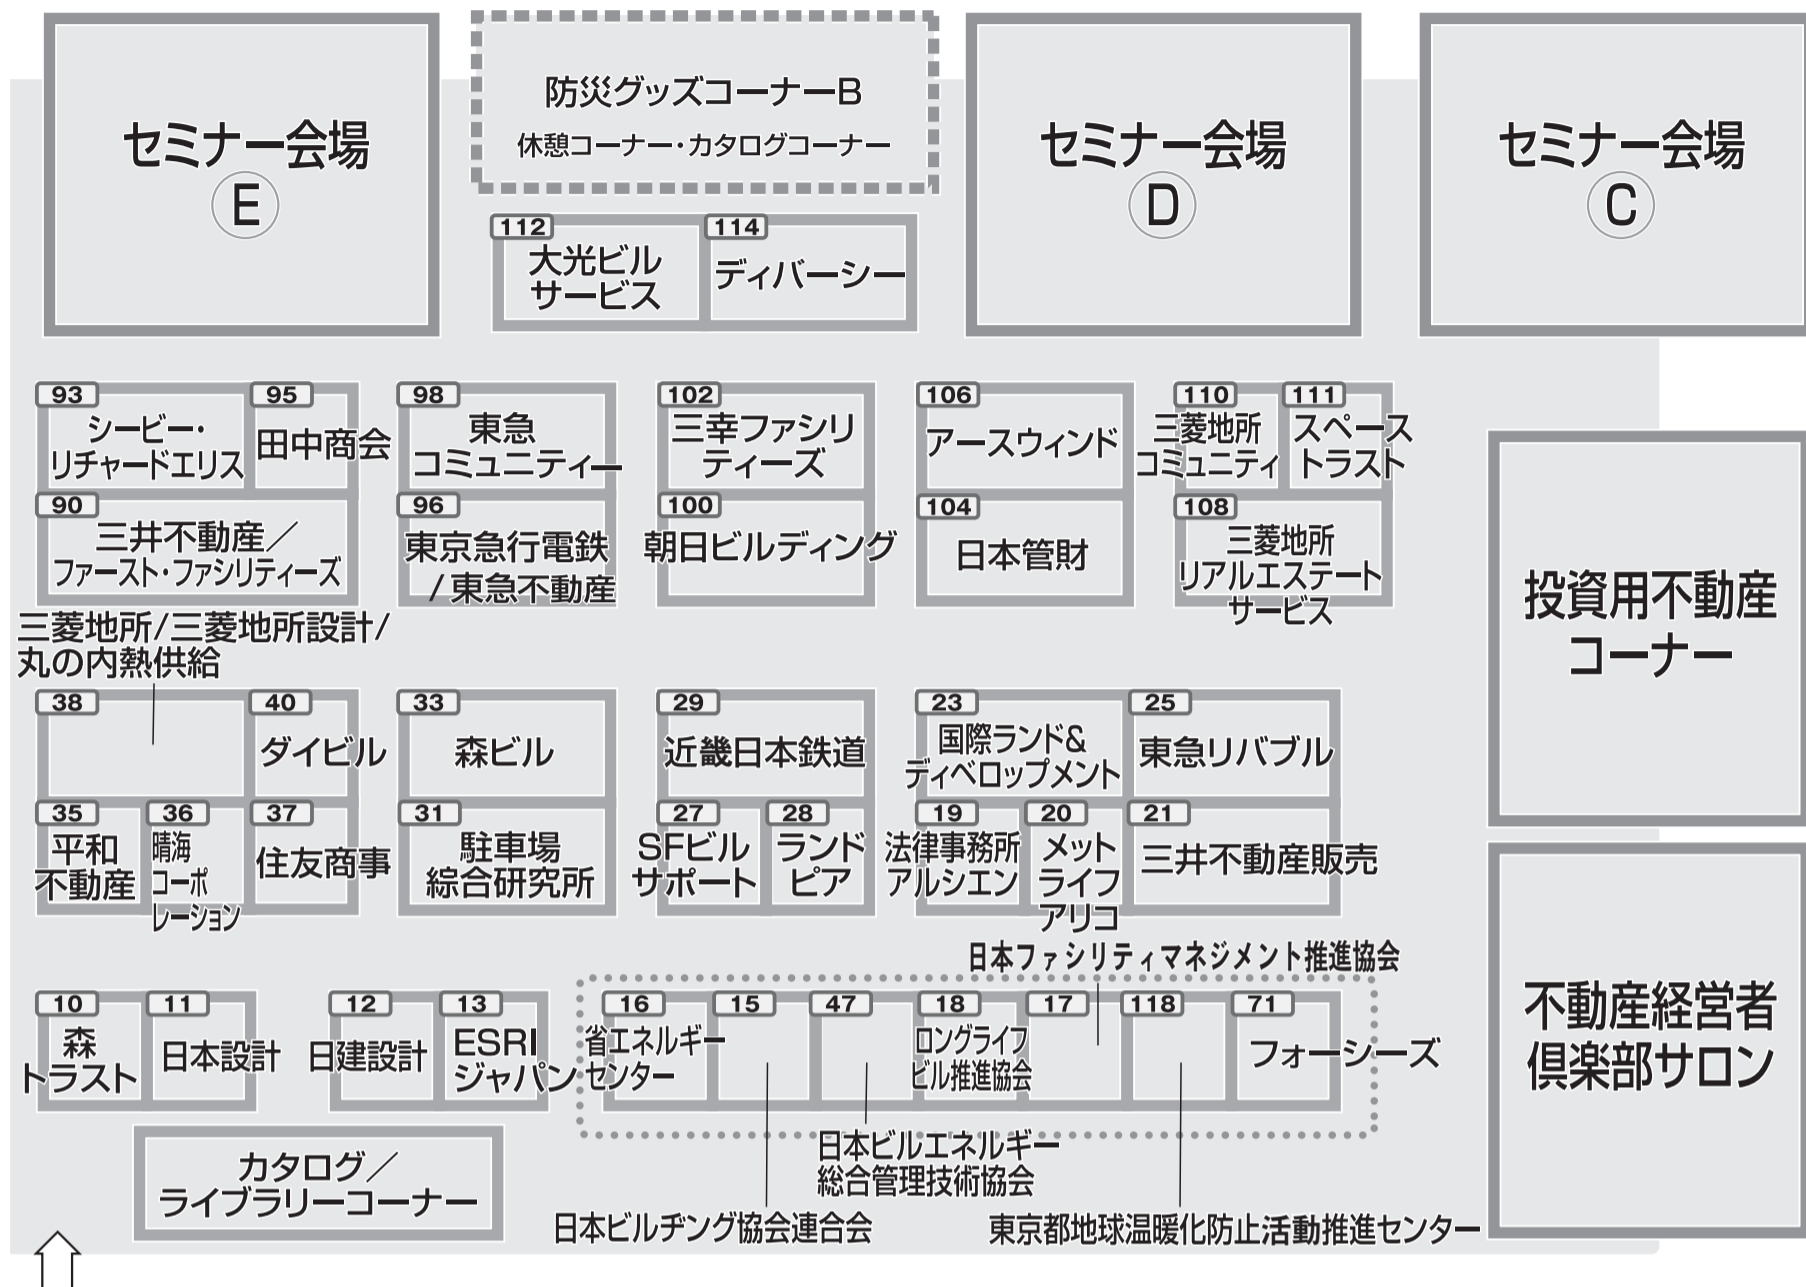 セミナー会場
E
防災グッズコーナーB
休憩コーナー・カタログコーナー
セミナー会場
D
セミナー会場
C
112
大光ビル
サービス
114
ディバーシー
93
シービー・
リチャードエリス
95
田中商会
98
東急
コミュニティー
102
三幸ファシリ
ティーズ
106
アースウィンド
110
三菱地所
コミュニティ
111
スペース
トラスト
90
三井不動産／
ファースト・ファシリティーズ
96
東京急行電鉄
/東急不動産
100
朝日ビルディング
104
日本管財
108
三菱地所
リアルエステート
サービス
投資用不動産
コーナー
三菱地所/三菱地所設計/
丸の内熱供給
38
40
ダイビル
33
森ビル
29
近畿日本鉄道
23
国際ランド&
ディベロップメント
25
東急リバブル
35
平和
不動産
36
晴海
コーポ
レーション
37
住友商事
31
駐車場
綜合研究所
27
SFビル
サポート
28
ランド
ピア
19
法律事務所
アルシエン
20
メット
ライフ
アリコ
21
三井不動産販売
不動産経営者
倶楽部サロン
日本ファシリティマネジメント推進協会
10
森
トラスト
11
日本設計
12
日建設計
13
ESRI
ジャパン
16
省エネルギー
センター
15
47
18
ロングライフ
ビル推進協会
17
118
71
フォーシーズ
カタログ／
ライブラリーコーナー
日本ビルエネルギー
総合管理技術協会
日本ビルヂング協会連合会
東京都地球温暖化防止活動推進センター